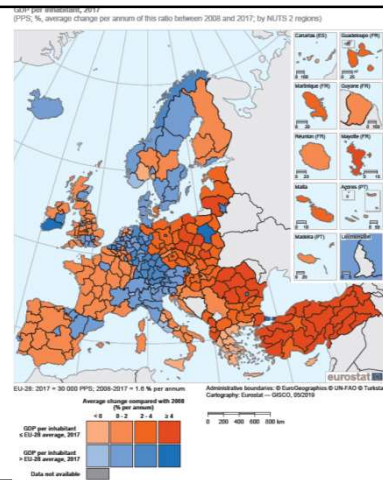 GDP per inhabitant, 2017
(PPS; %, average change per annum of this ratio between 2008 and 2017; by NUTS 2 regions)
Canarias (ES)
Guadeloupe (FR)
Martinique (FR)
Guyane (FR)
Réunion (FR)
Mayotte (FR)
Malta
Açores (PT)
Madeira (PT)
Liechtenstein
eurostat
EU-28: 2017 = 30 000 PPS; 2008-2017 = 1.6 % per annum
Administrative boundaries: © EuroGeographics © UN-FAO © Turkstat
Cartography: Eurostat — GISCO, 05/2019
Average change compared with 2008
(% per annum)
< 0
0 - 2
2 - 4
≥ 4
GDP per inhabitant
≤ EU-28 average, 2017
GDP per inhabitant
> EU-28 average, 2017
Data not available
0 200 400 600 800 km